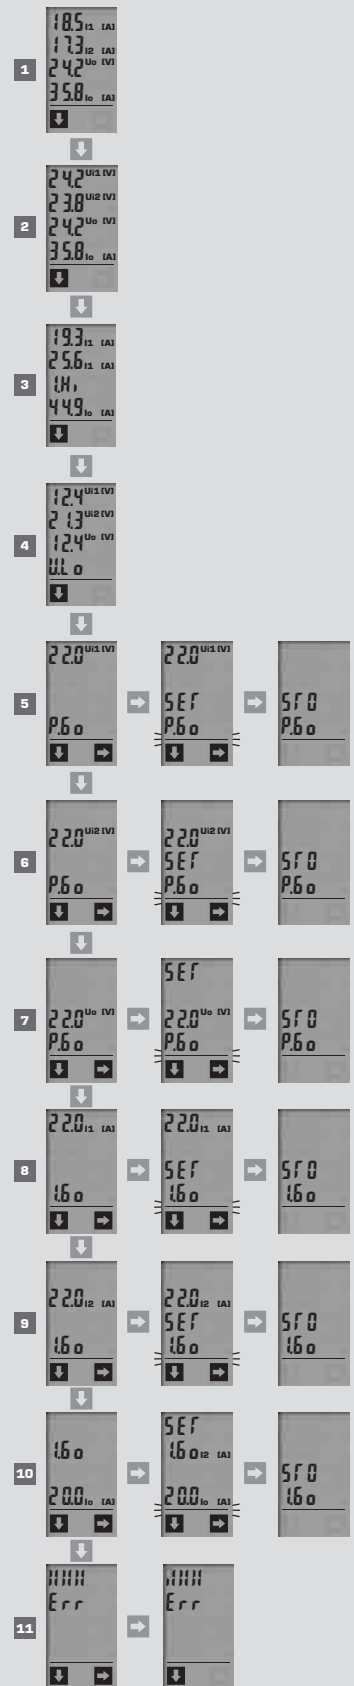 18.5 I1 [A]
17.3 I2 [A]
24.2 Uo [V]
35.8 Io [A]
1
24.2 Ui1 [V]
23.8 Ui2 [V]
24.2 Uo [V]
35.8 Io [A]
2
19.3 I1 [A]
25.6 I1 [A]
I.Hi
44.9 Io [A]
3
12.4 Ui1 [V]
21.3 Ui2 [V]
12.4 Uo [V]
U.Lo
4
22.0 Ui1 [V] 22.0 Ui1 [V]
5 SET STO
P.Go P.Go P.Go
22.0 Ui2 [V] 22.0 Ui2 [V]
6 SET STO
P.Go P.Go P.Go
SET
7 22.0 Uo [V] 22.0 Uo [V] STO
P.Go P.Go P.Go
22.0 I1 [A] 22.0 I1 [A]
8 SET STO
I.Go I.Go I.Go
22.0 I2 [A] 22.0 I2 [A]
9 SET STO
I.Go I.Go I.Go
SET
I.Go I.Go I2 [A]
10 STO
20.0 Io [A] 20.0 Io [A] I.Go
Err Err
11